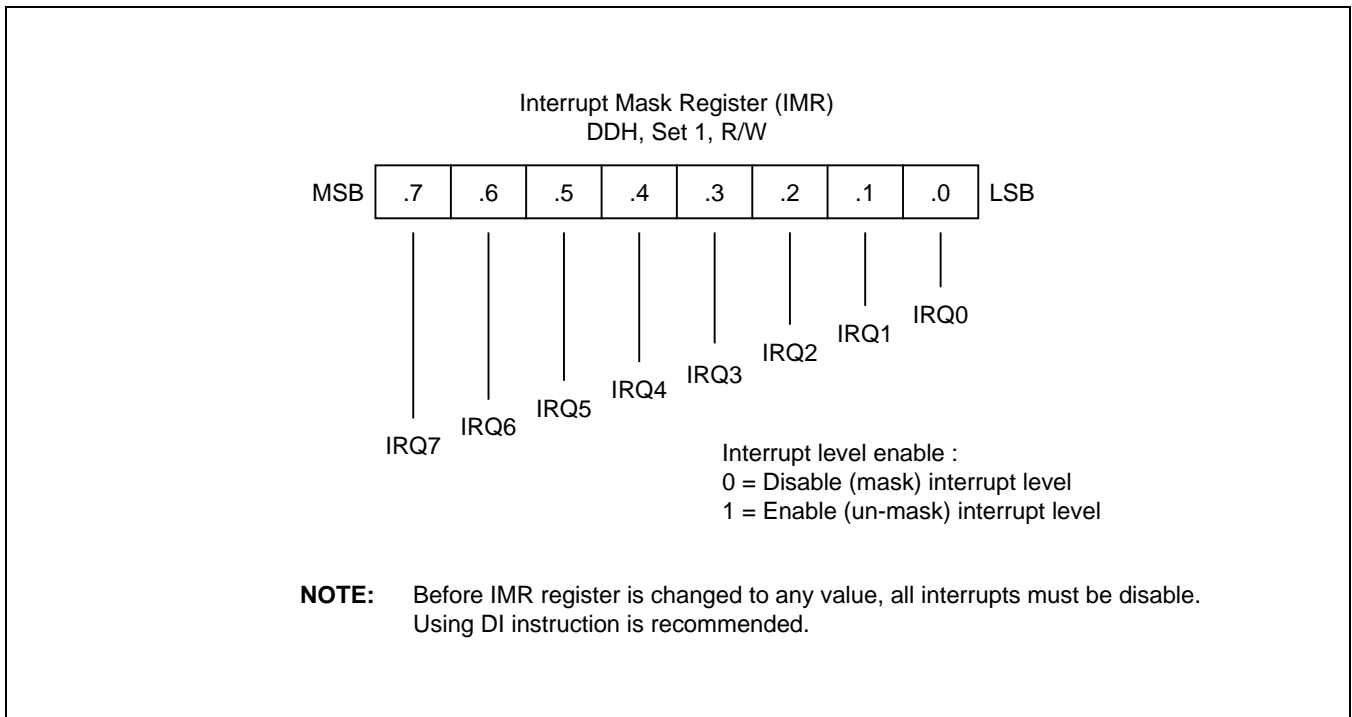 Interrupt Mask Register (IMR)
DDH, Set 1, R/W
MSB .7 .6 .5 .4 .3 .2 .1 .0 LSB
IRQ7 IRQ6 IRQ5 IRQ4 IRQ3 IRQ2 IRQ1 IRQ0
Interrupt level enable :
0 = Disable (mask) interrupt level
1 = Enable (un-mask) interrupt level
NOTE: Before IMR register is changed to any value, all interrupts must be disable.
Using DI instruction is recommended.